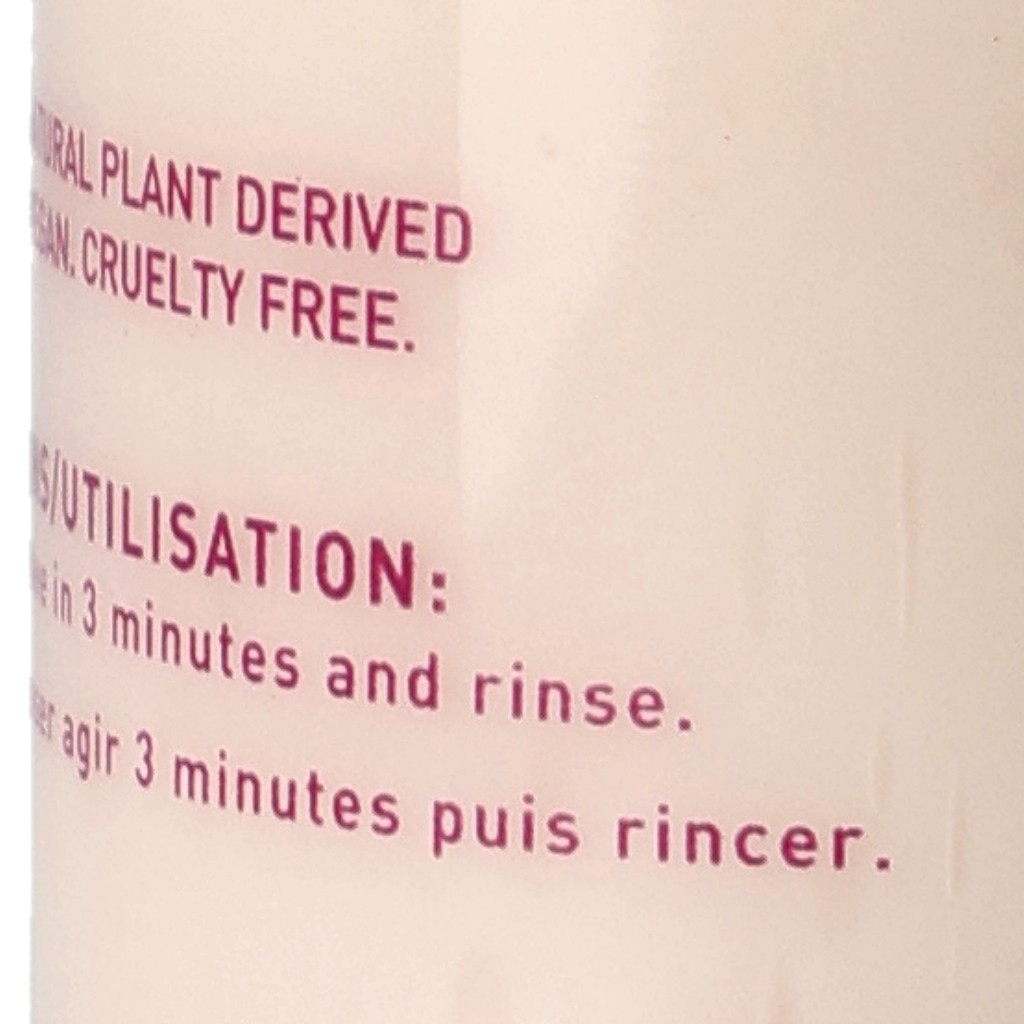 PLANT DERIVED
CRUELTY FREE.
/UTILISATION:
in 3 minutes and rinse.
agir 3 minutes puis rincer.